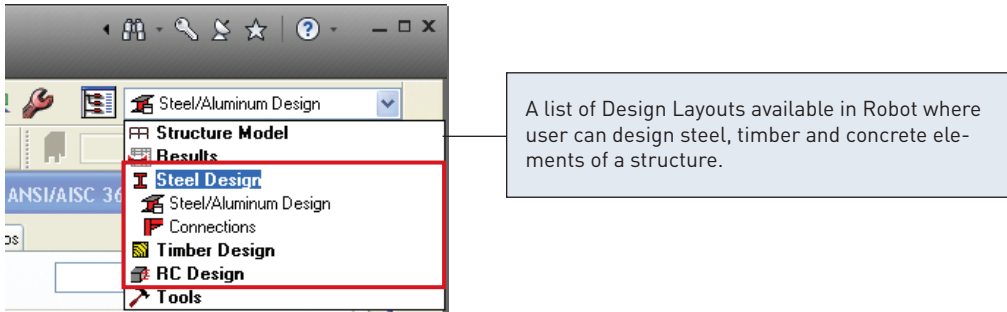 Steel/Aluminum Design
Structure Model
Results
Steel Design
ANSI/AISC 36
Steel/Aluminum Design
Connections
Timber Design
RC Design
Tools
A list of Design Layouts available in Robot where
user can design steel, timber and concrete ele-
ments of a structure.